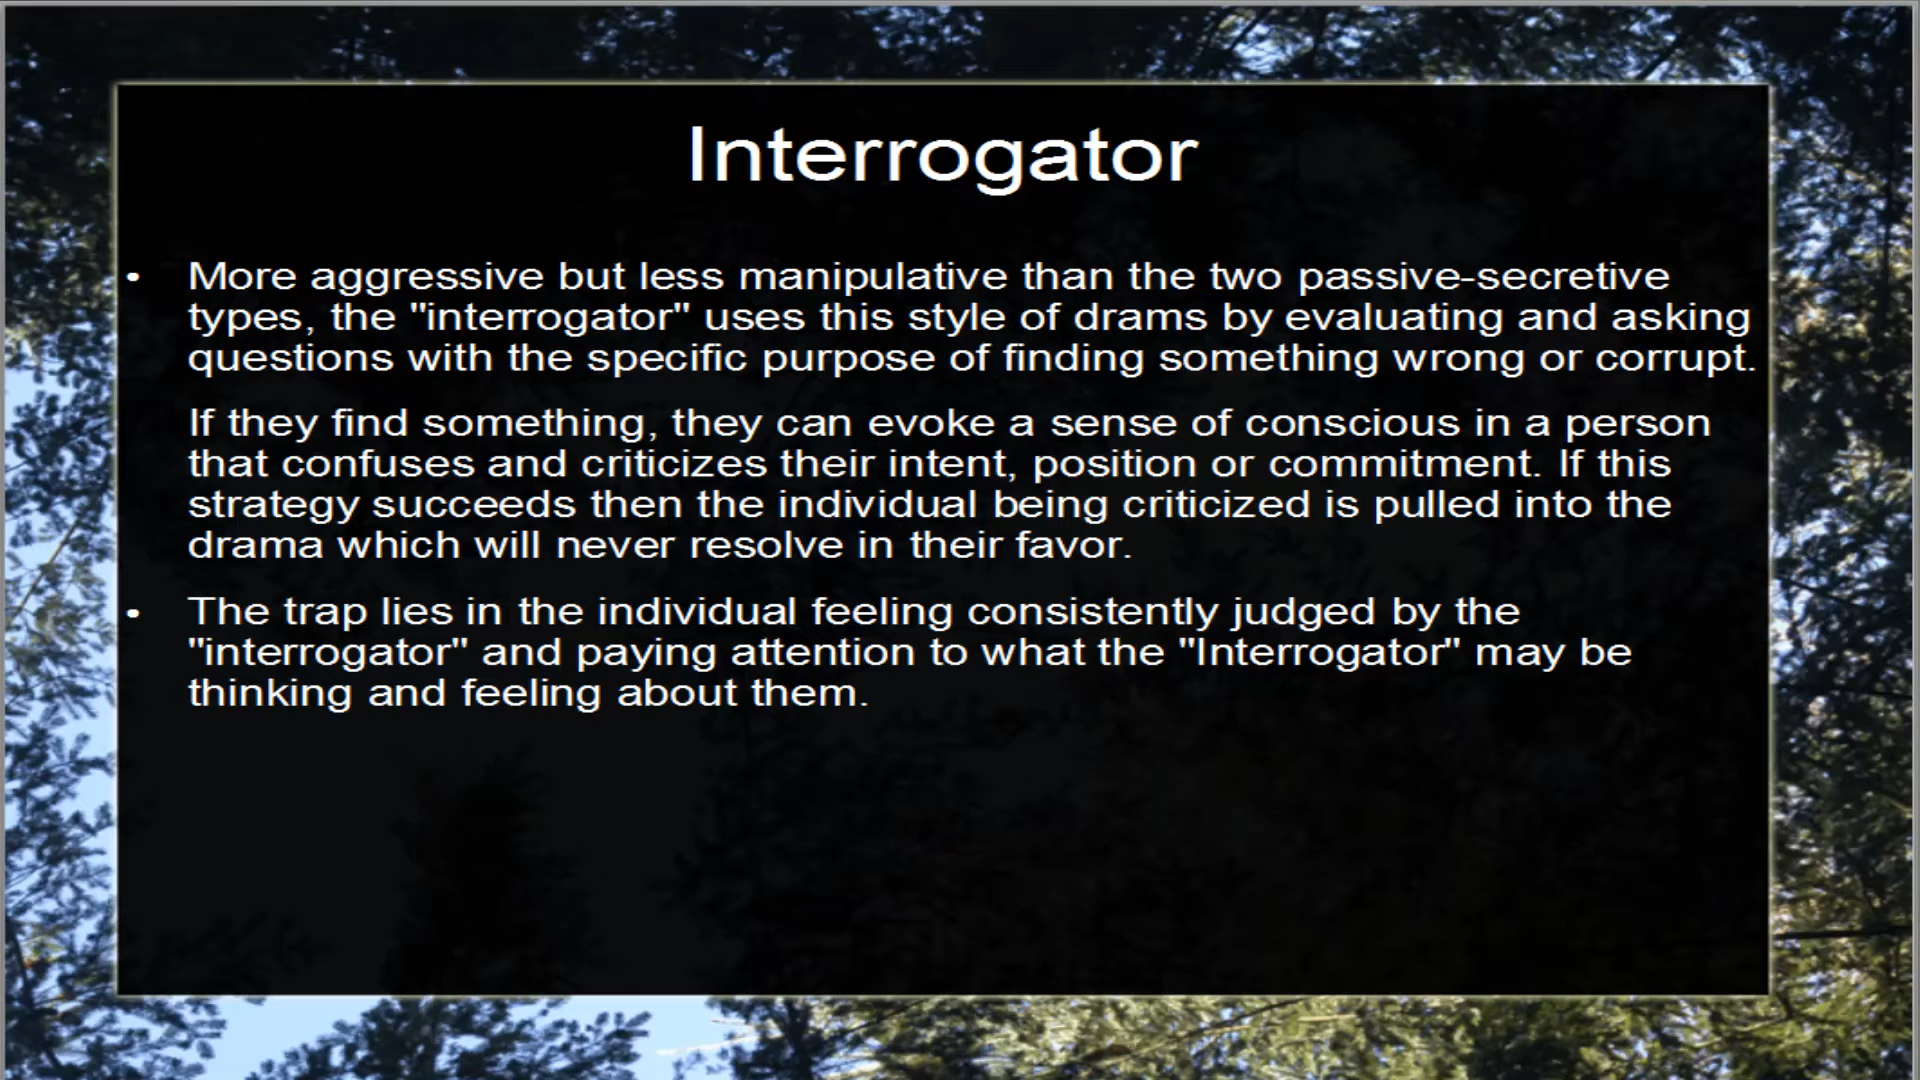 Interrogator
• More aggressive but less manipulative than the two passive-secretive
types, the "interrogator" uses this style of drams by evaluating and asking
questions with the specific purpose of finding something wrong or corrupt.
If they find something, they can evoke a sense of conscious in a person
that confuses and criticizes their intent, position or commitment. If this
strategy succeeds then the individual being criticized is pulled into the
drama which will never resolve in their favor.
• The trap lies in the individual feeling consistently judged by the
"interrogator" and paying attention to what the "Interrogator" may be
thinking and feeling about them.